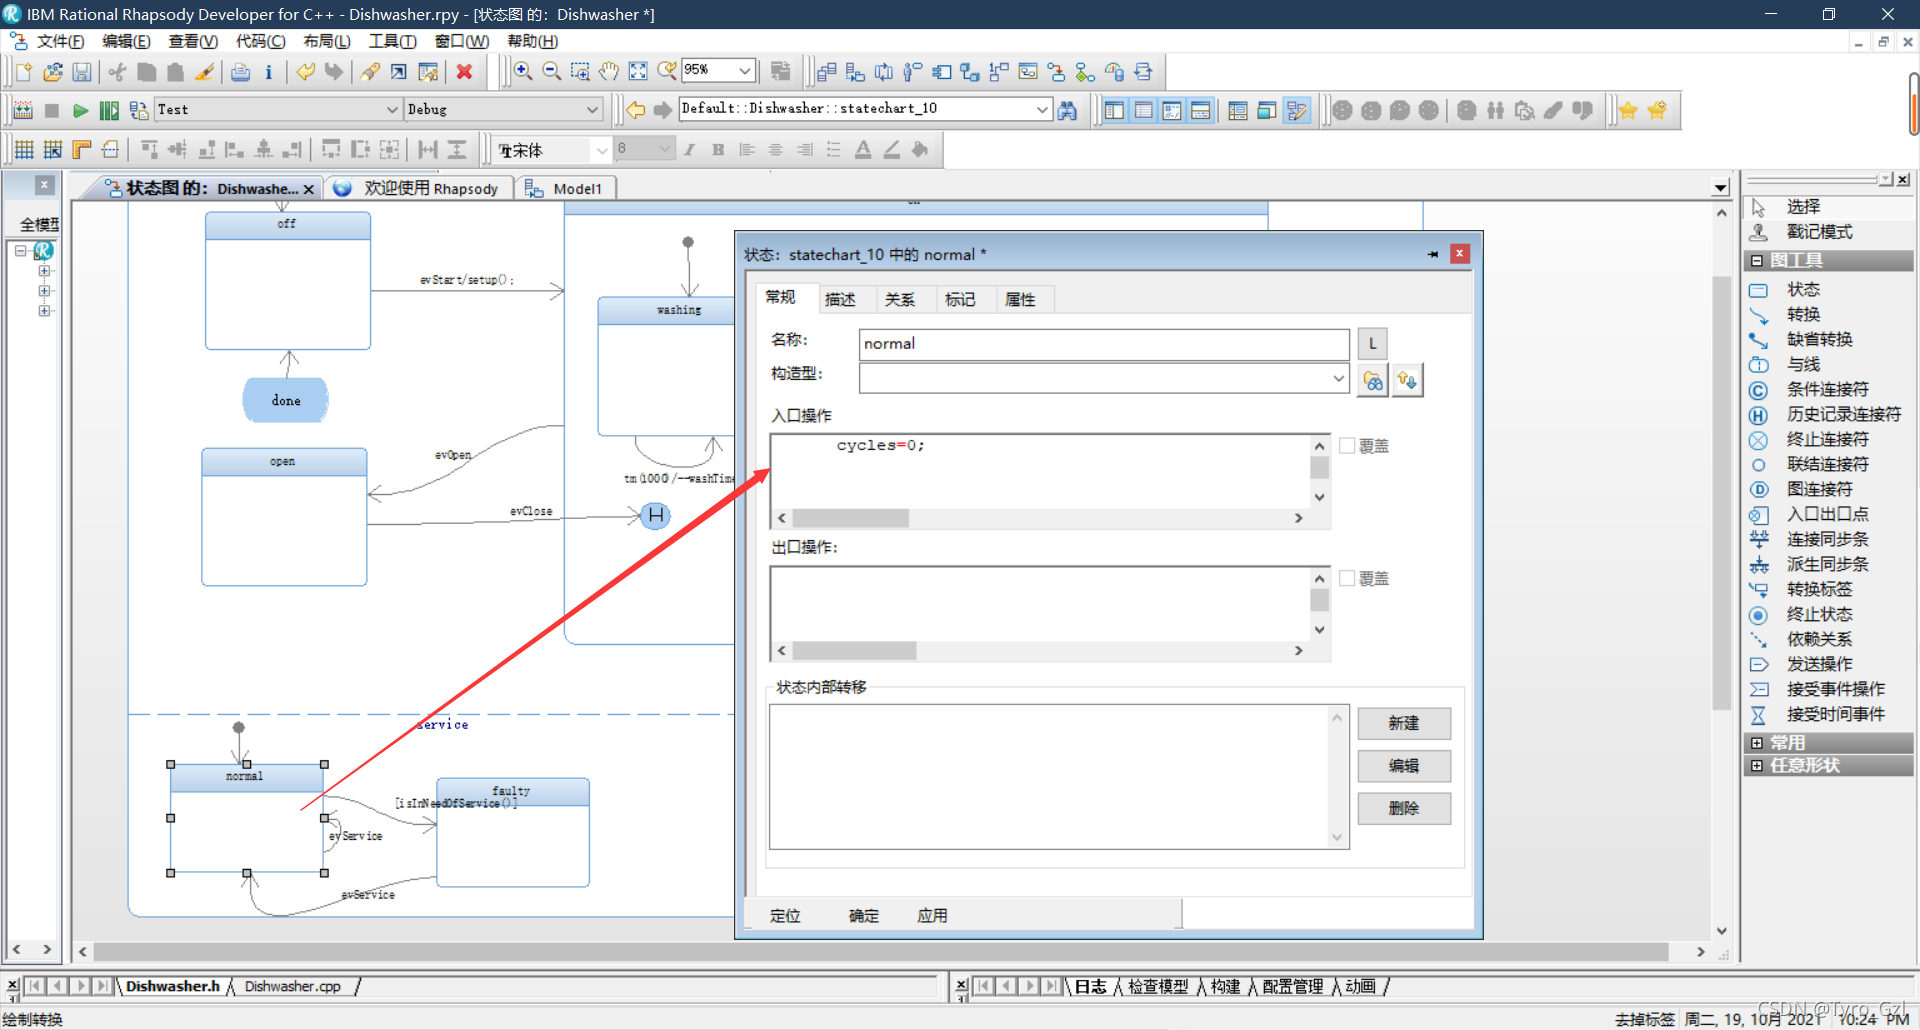 IBM Rational Rhapsody Developer for C++ - Dishwasher.rpy - [状态图 的：Dishwasher *]
文件(F) 编辑(E) 查看(V) 代码(C) 布局(L) 工具(T) 窗口(W) 帮助(H)
95%
Test Debug Default::Dishwasher::statechart_10
宋体 8
状态图 的：Dishwashe... 欢迎使用 Rhapsody Model1
全模型
off
evStart/setup();
done
washing
tm(1000)/--washTime
open
evOpen
evClose
H
service
normal
faulty
[isInNeedOfService()]
evService
evService
状态：statechart_10 中的 normal *
常规 描述 关系 标记 属性
名称: normal L
构造型:
入口操作
cycles=0;
覆盖
出口操作:
覆盖
状态内部转移
新建
编辑
删除
定位 确定 应用
选择
戳记模式
图工具
状态
转换
缺省转换
与线
条件连接符
历史记录连接符
终止连接符
联结连接符
图连接符
入口出口点
连接同步条
派生同步条
转换标签
终止状态
依赖关系
发送操作
接受事件操作
接受时间事件
常用
任意形状
Dishwasher.h Dishwasher.cpp
日志 检查模型 构建 配置管理 动画
绘制转换
去掉标签 周二, 19, 10月 2021 10:24 PM
CSDN @Tyro_Gzl